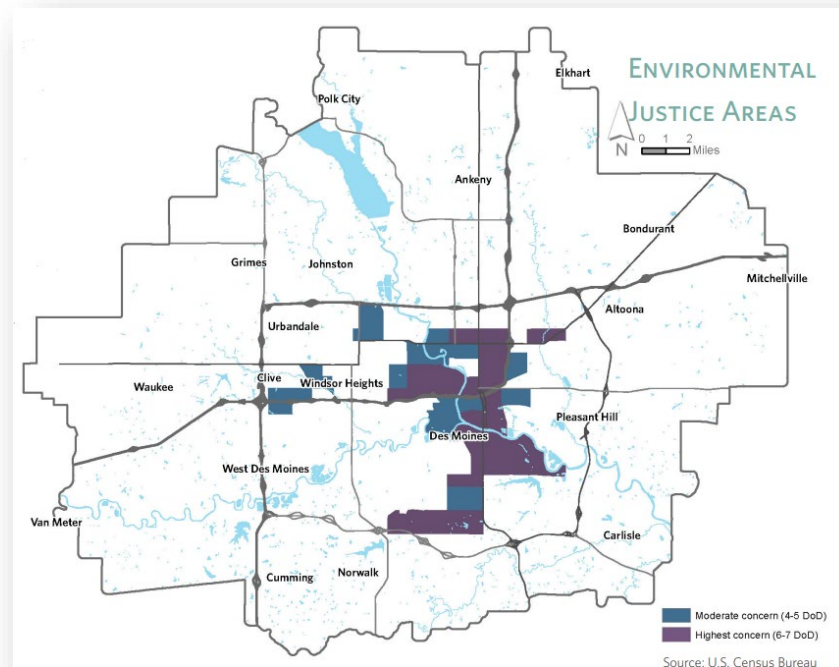 ENVIRONMENTAL
JUSTICE AREAS
0 1 2
Miles
N
Elkhart
Polk City
Ankeny
Bondurant
Grimes
Johnston
Mitchellville
Altoona
Urbandale
Clive
Windsor Heights
Waukee
Pleasant Hill
Des Moines
West Des Moines
Van Meter
Carlisle
Norwalk
Cumming
Moderate concern (4-5 DoD)
Highest concern (6-7 DoD)
Source: U.S. Census Bureau